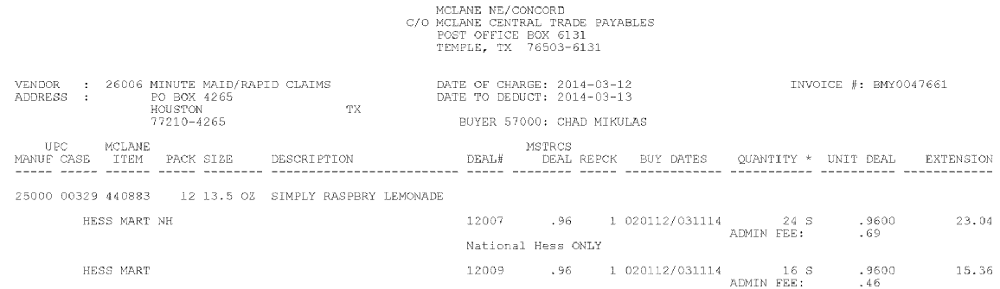 MCLANE NE/CONCORD
C/O MCLANE CENTRAL TRADE PAYABLES
POST OFFICE BOX 6131
TEMPLE, TX 76503-6131
VENDOR : 26006 MINUTE MAID/RAPID CLAIMS DATE OF CHARGE: 2014-03-12 INVOICE #: BMY0047661
ADDRESS : PO BOX 4265 DATE TO DEDUCT: 2014-03-13
HOUSTON TX
77210-4265 BUYER 57000: CHAD MIKULAS
UPC MCLANE MSTRCS
MANUF CASE ITEM PACK SIZE DESCRIPTION DEAL# DEAL REPCK BUY DATES QUANTITY * UNIT DEAL EXTENSION
----- ----- ------ ----- -------- ------------------------- ----- -------- ----- ------------- ----------- ---------- ------------
25000 00329 440883 12 13.5 OZ SIMPLY RASPBRY LEMONADE
HESS MART NH 12007 .96 1 020112/031114 24 S .9600 23.04
ADMIN FEE: .69
National Hess ONLY
HESS MART 12009 .96 1 020112/031114 16 S .9600 15.36
ADMIN FEE: .46